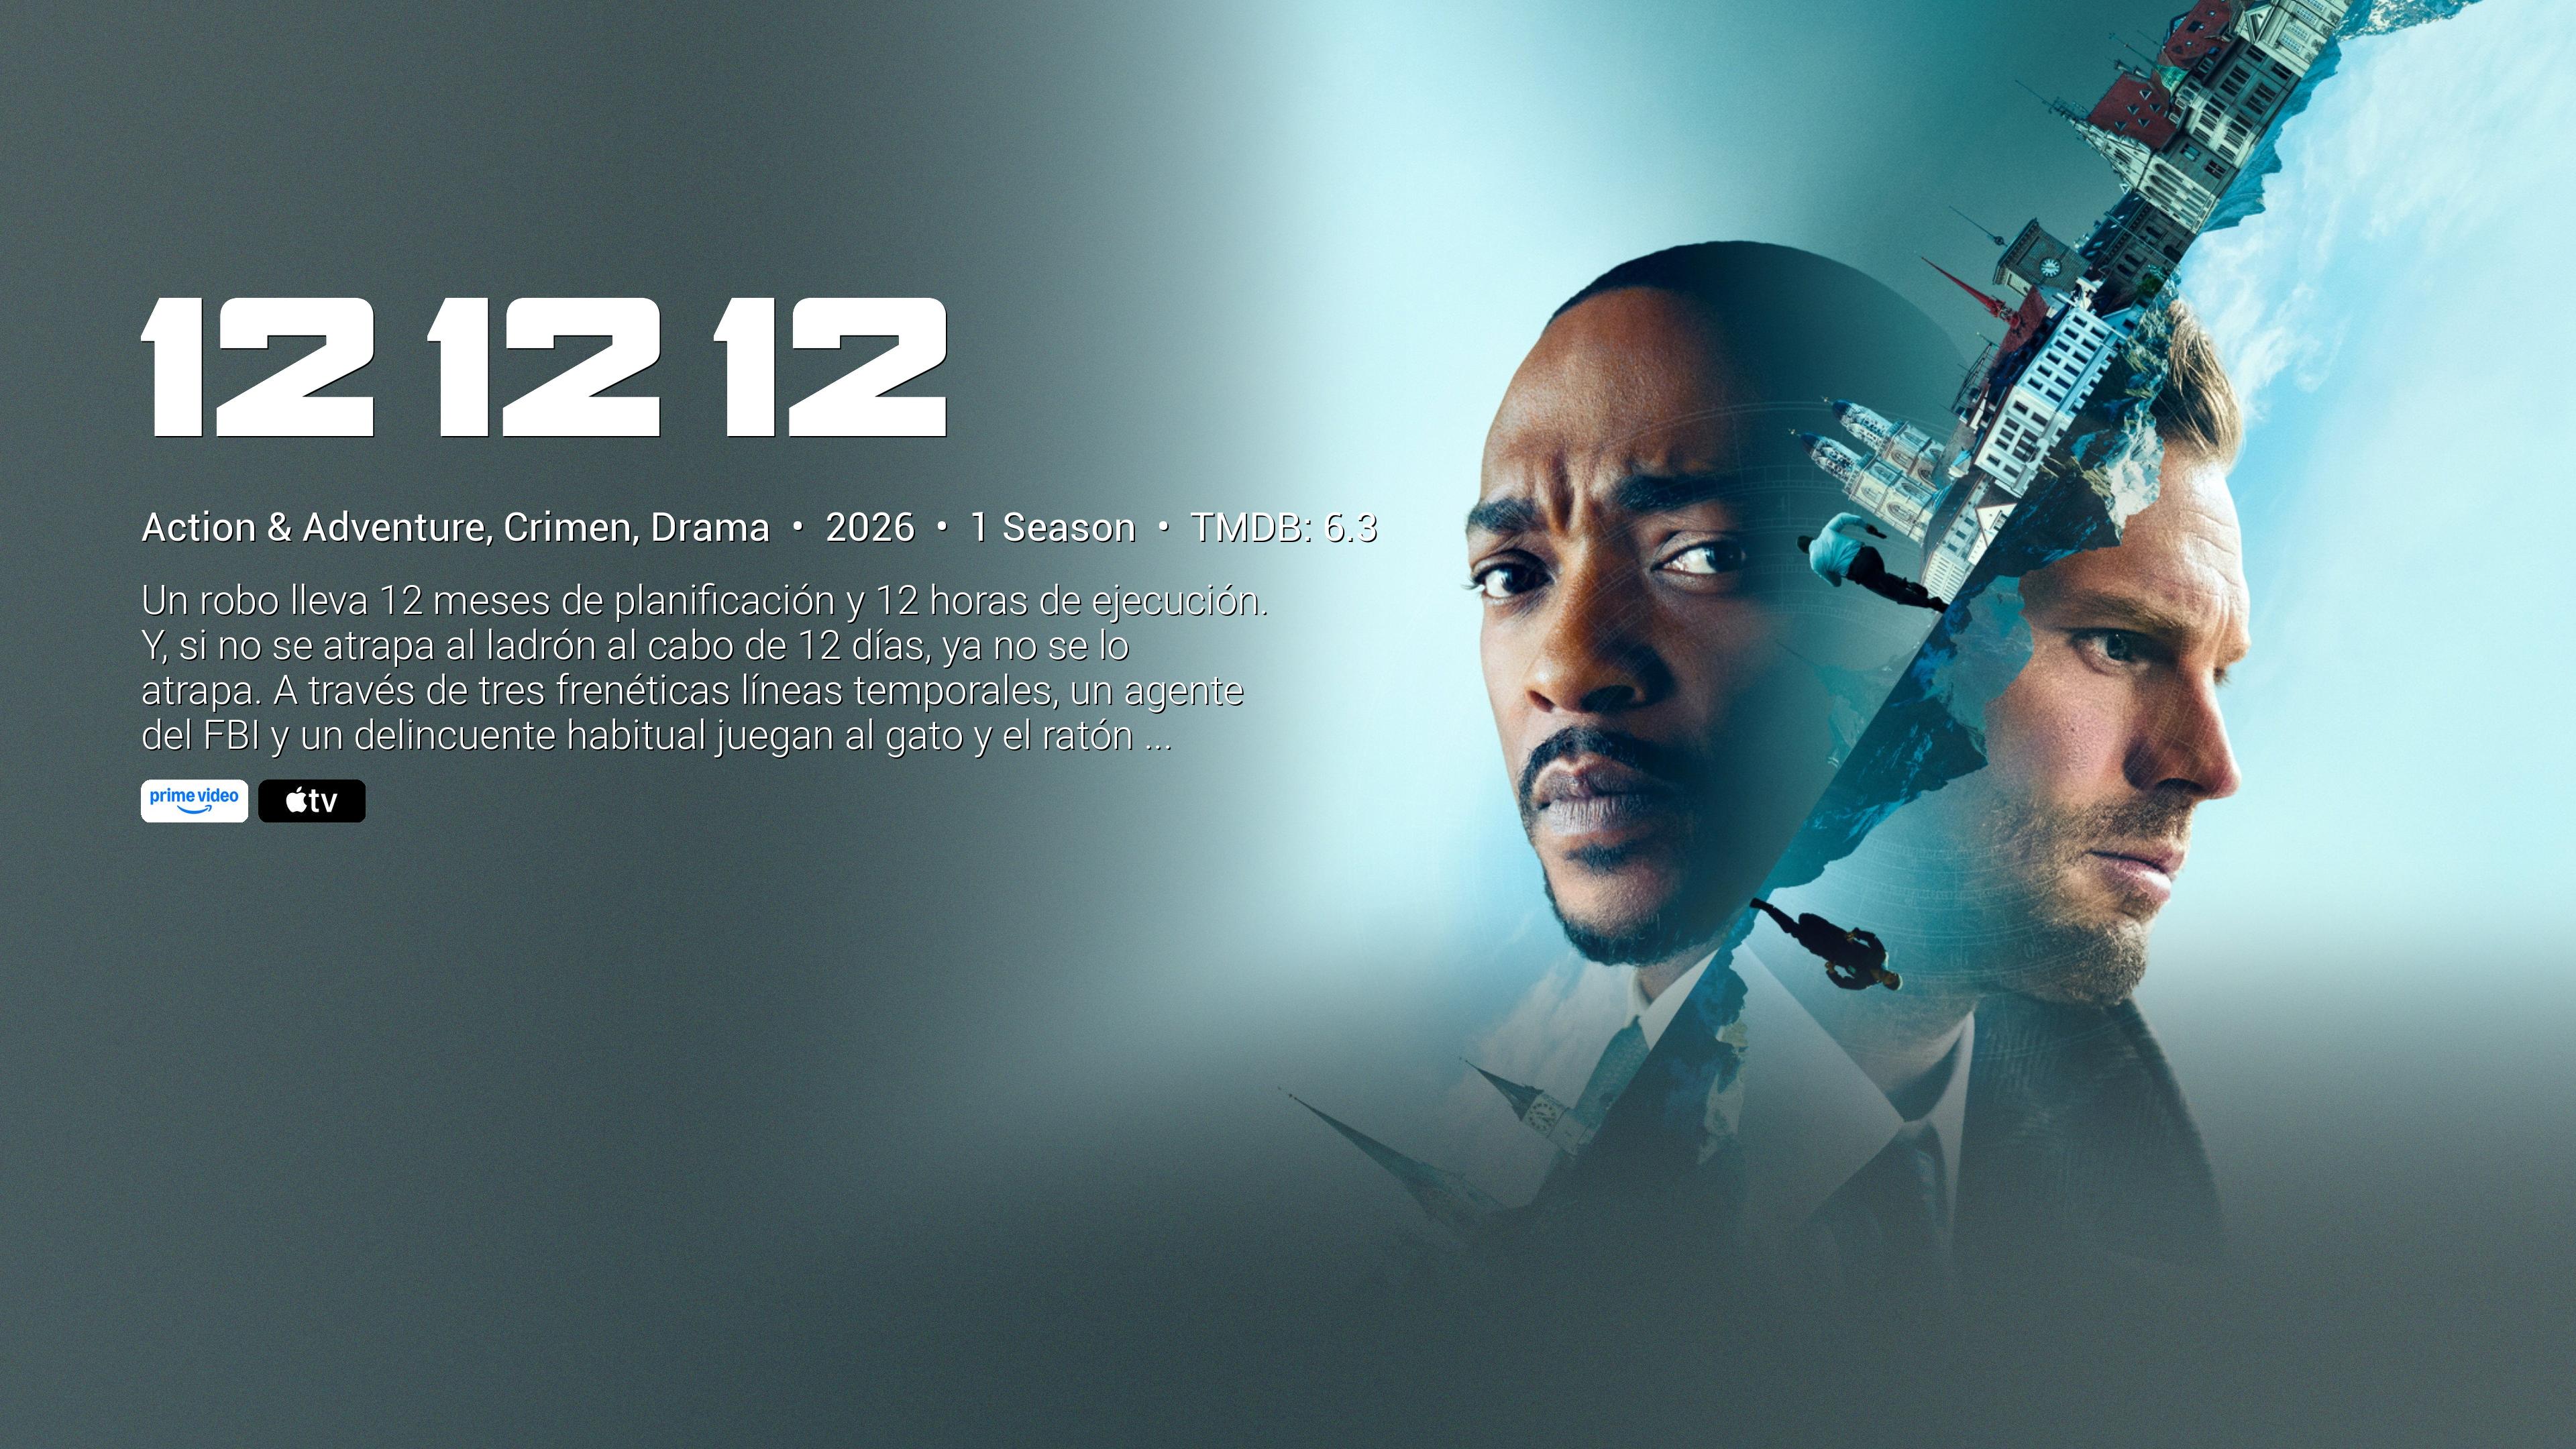 12 12 12
Action & Adventure, Crimen, Drama • 2026 • 1 Season • TMDB: 6.3
Un robo lleva 12 meses de planificación y 12 horas de ejecución.
Y, si no se atrapa al ladrón al cabo de 12 días, ya no se lo
atrapa. A través de tres frenéticas líneas temporales, un agente
del FBI y un delincuente habitual juegan al gato y el ratón ...
prime video tv